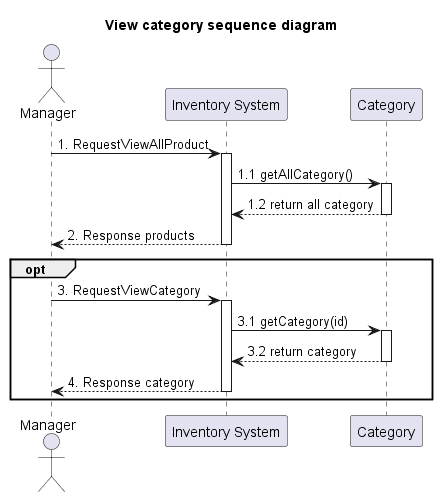 View category sequence diagram
Manager
Inventory System
Category
1. RequestViewAllProduct
1.1 getAllCategory()
1.2 return all category
2. Response products
opt
3. RequestViewCategory
3.1 getCategory(id)
3.2 return category
4. Response category
Manager
Inventory System
Category